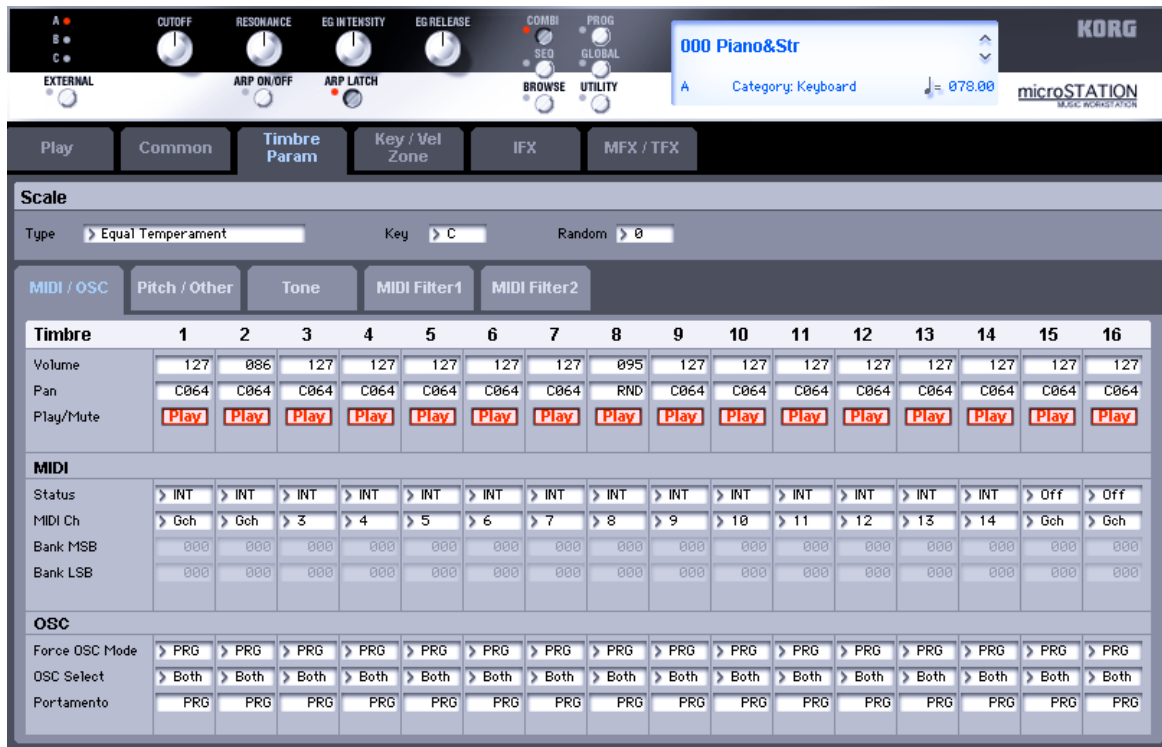 A CUTOFF RESONANCE EG INTENSITY EG RELEASE COMBI PROG KORG
B 000 Piano&Str
C SEQ GLOBAL
EXTERNAL ARP ON/OFF ARP LATCH BROWSE UTILITY A Category: Keyboard ♩= 078.00 microSTATION
MUSIC WORKSTATION
Play Common Timbre Param Key / Vel Zone IFX MFX / TFX
Scale
Type > Equal Temperament Key > C Random > 0
MIDI / OSC Pitch / Other Tone MIDI Filter1 MIDI Filter2
Timbre 1 2 3 4 5 6 7 8 9 10 11 12 13 14 15 16
Volume 127 086 127 127 127 127 127 095 127 127 127 127 127 127 127 127
Pan C064 C064 C064 C064 C064 C064 C064 RND C064 C064 C064 C064 C064 C064 C064 C064
Play/Mute Play Play Play Play Play Play Play Play Play Play Play Play Play Play Play Play
MIDI
Status > INT > INT > INT > INT > INT > INT > INT > INT > INT > INT > INT > INT > INT > INT > Off > Off
MIDI Ch > Gch > Gch > 3 > 4 > 5 > 6 > 7 > 8 > 9 > 10 > 11 > 12 > 13 > 14 > Gch > Gch
Bank MSB 000 000 000 000 000 000 000 000 000 000 000 000 000 000 000 000
Bank LSB 000 000 000 000 000 000 000 000 000 000 000 000 000 000 000 000
OSC
Force OSC Mode > PRG > PRG > PRG > PRG > PRG > PRG > PRG > PRG > PRG > PRG > PRG > PRG > PRG > PRG > PRG > PRG
OSC Select > Both > Both > Both > Both > Both > Both > Both > Both > Both > Both > Both > Both > Both > Both > Both > Both
Portamento PRG PRG PRG PRG PRG PRG PRG PRG PRG PRG PRG PRG PRG PRG PRG PRG